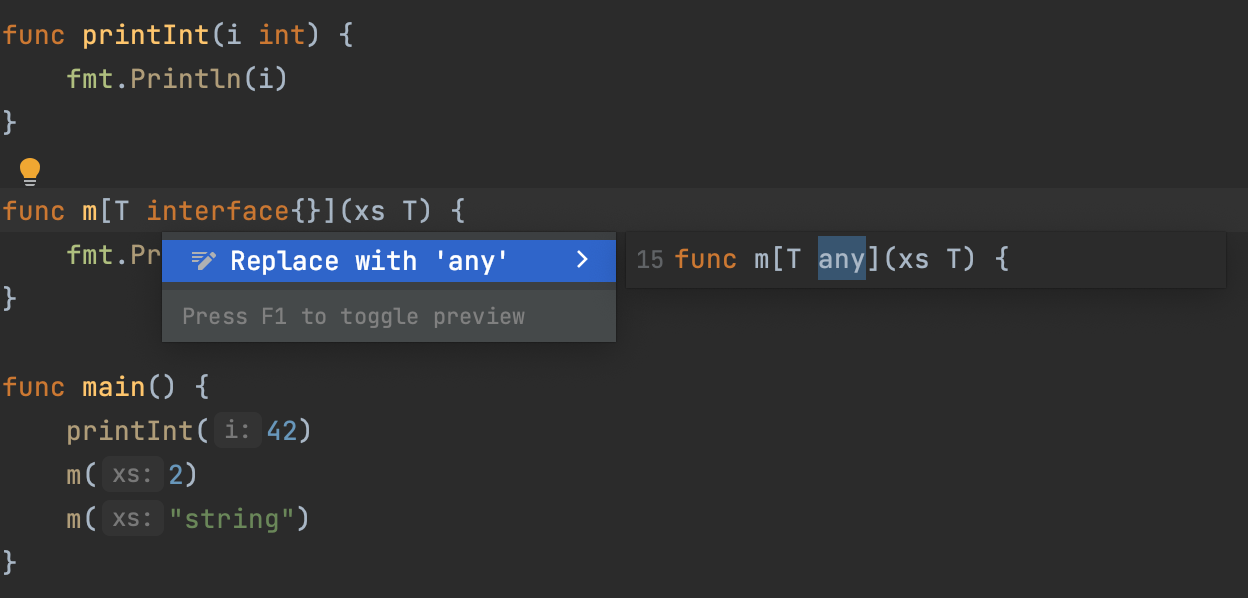 func printInt(i int) {
    fmt.Println(i)
}
func m[T interface{}](xs T) {
    fmt.Pr
Replace with 'any'
15 func m[T any](xs T) {
Press F1 to toggle preview
}
func main() {
    printInt( i: 42)
    m( xs: 2)
    m( xs: "string")
}